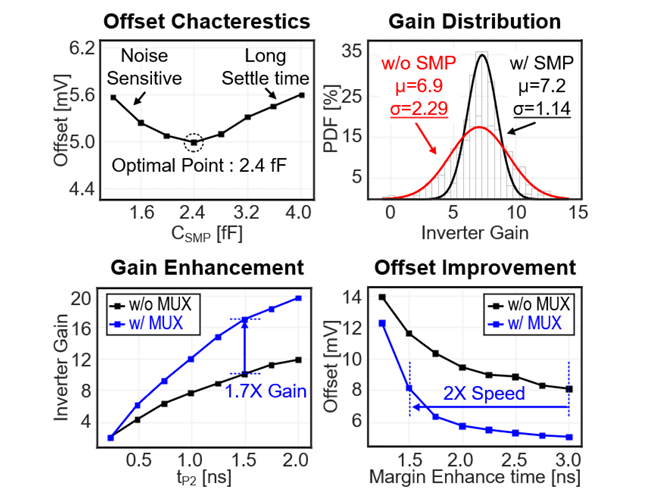 Offset Chacterestics
6.2
5.6
5.0
4.4
Offset [mV]
Noise
Sensitive
Long
Settle time
Optimal Point : 2.4 fF
1.6 2.4 3.2 4.0
C_SMP [fF]
Gain Distribution
35
25
15
5
PDF [%]
w/o SMP
μ=6.9
σ=2.29
w/ SMP
μ=7.2
σ=1.14
0 5 10 15
Inverter Gain
Gain Enhancement
20
16
12
8
4
Inverter Gain
w/o MUX
w/ MUX
1.7X Gain
0.5 1.0 1.5 2.0
t_P2 [ns]
Offset Improvement
14
12
10
8
6
Offset [mV]
w/o MUX
w/ MUX
2X Speed
1.5 2.0 2.5 3.0
Margin Enhance time [ns]